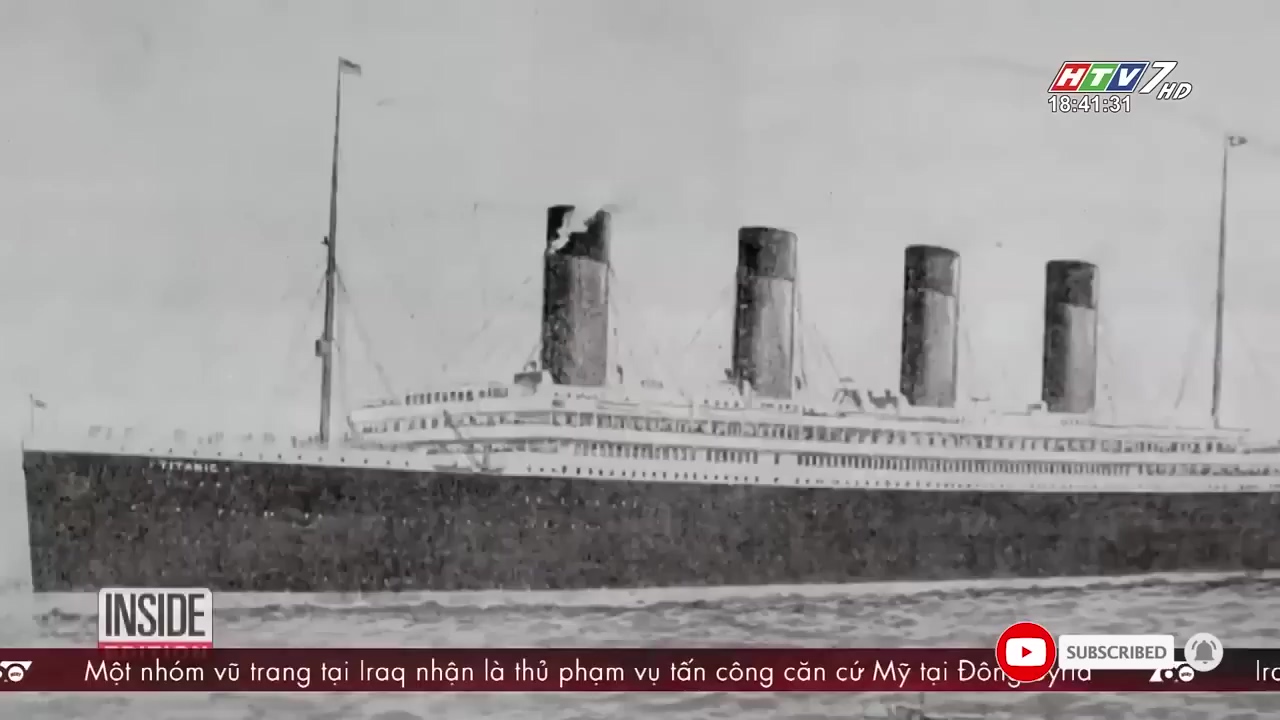 HTV7 HD
18:41:31
TITANIC
INSIDE
EDITION
SUBSCRIBED
Một nhóm vũ trang tại Iraq nhận là thủ phạm vụ tấn công căn cứ Mỹ tại Đông